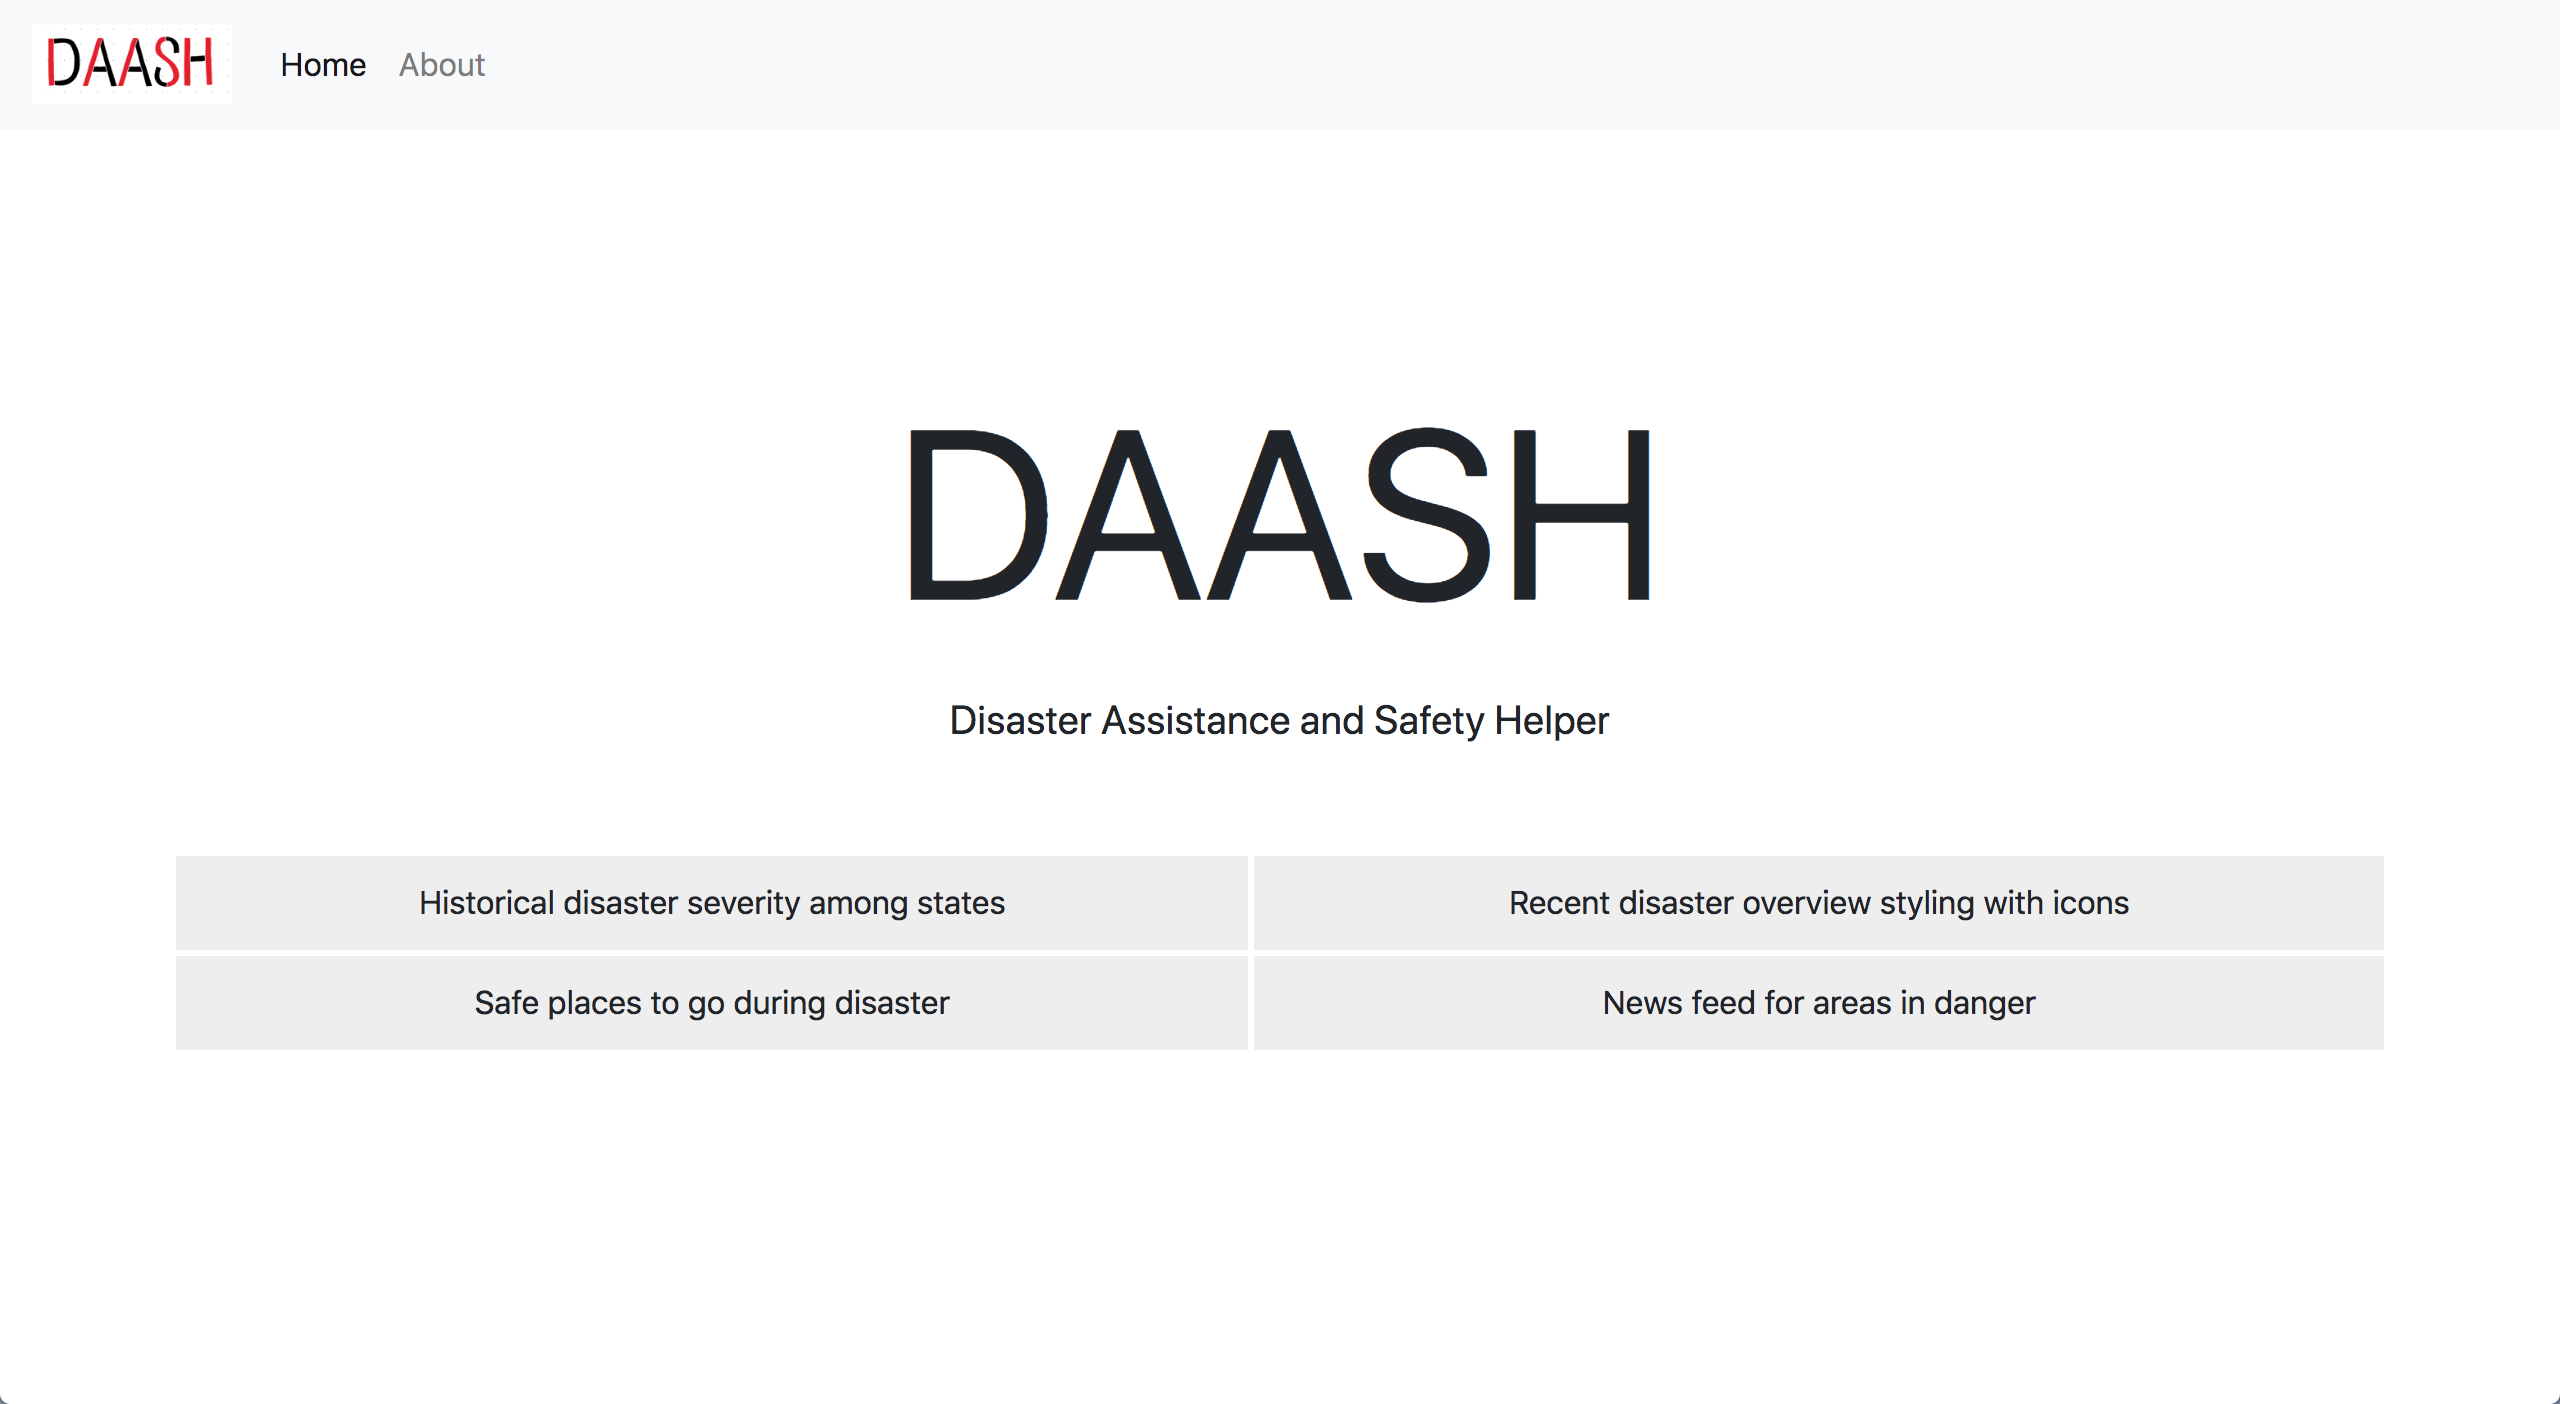 DAASH Home About
DAASH
Disaster Assistance and Safety Helper
Historical disaster severity among states
Recent disaster overview styling with icons
Safe places to go during disaster
News feed for areas in danger